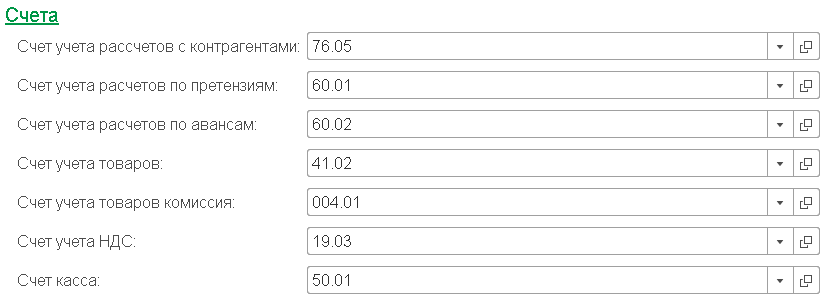 Счета
Счет учета рассчетов с контрагентами: 76.05
Счет учета расчетов по претензиям: 60.01
Счет учета расчетов по авансам: 60.02
Счет учета товаров: 41.02
Счет учета товаров комиссия: 004.01
Счет учета НДС: 19.03
Счет касса: 50.01